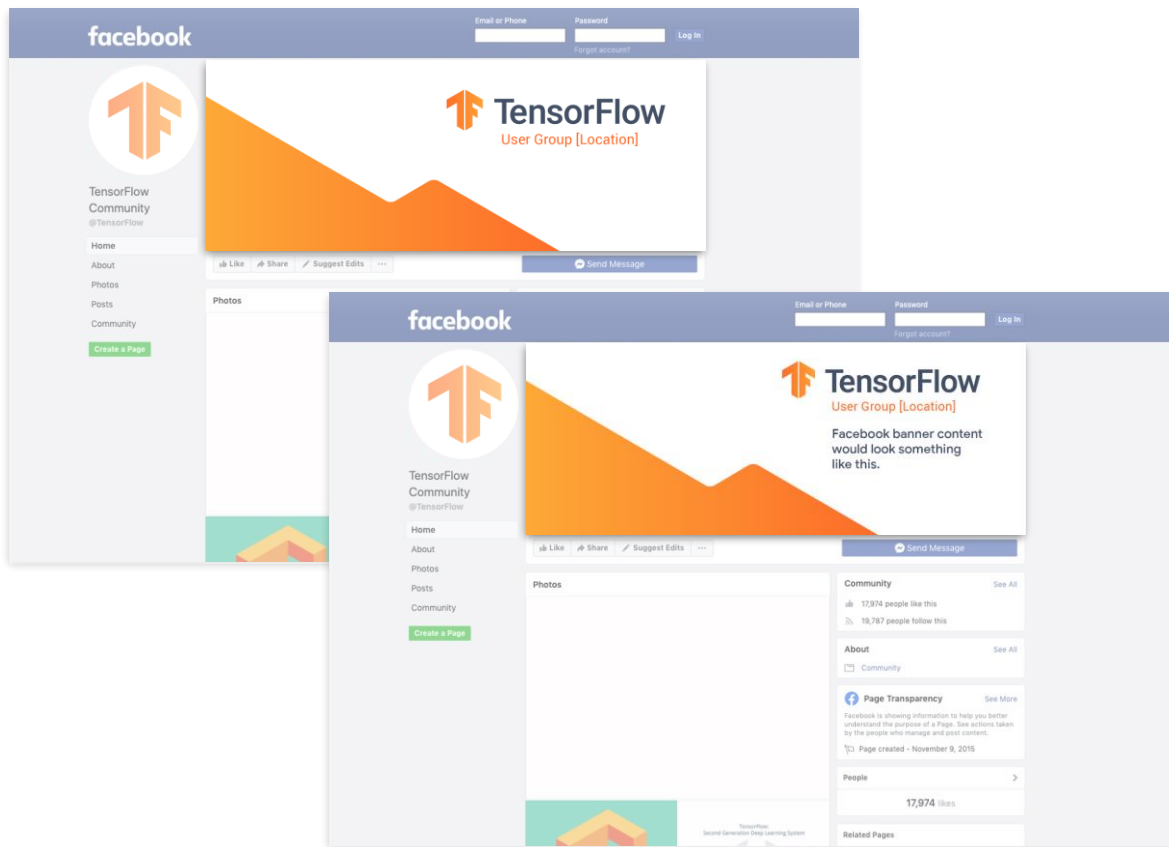 facebook
Email or Phone
Password
Log In
Forgot account?
TensorFlow
User Group [Location]
TensorFlow
Community
@TensorFlow
Home
About
Photos
Posts
Community
Create a Page
Like
Share
Suggest Edits
...
Send Message
Photos
facebook
Email or Phone
Password
Log In
Forgot account?
TensorFlow
User Group [Location]
Facebook banner content
would look something
like this.
TensorFlow
Community
@TensorFlow
Home
About
Photos
Posts
Community
Create a Page
Like
Share
Suggest Edits
...
Send Message
Photos
Community
See All
17,974 people like this
19,787 people follow this
About
See All
Community
Page Transparency
See More
Facebook is showing information to help you better
understand the purpose of a Page. See actions taken
by the people who manage and post content.
Page created - November 9, 2015
People
17,974 likes
Related Pages
TensorFlow:
Second Generation Deep Learning System